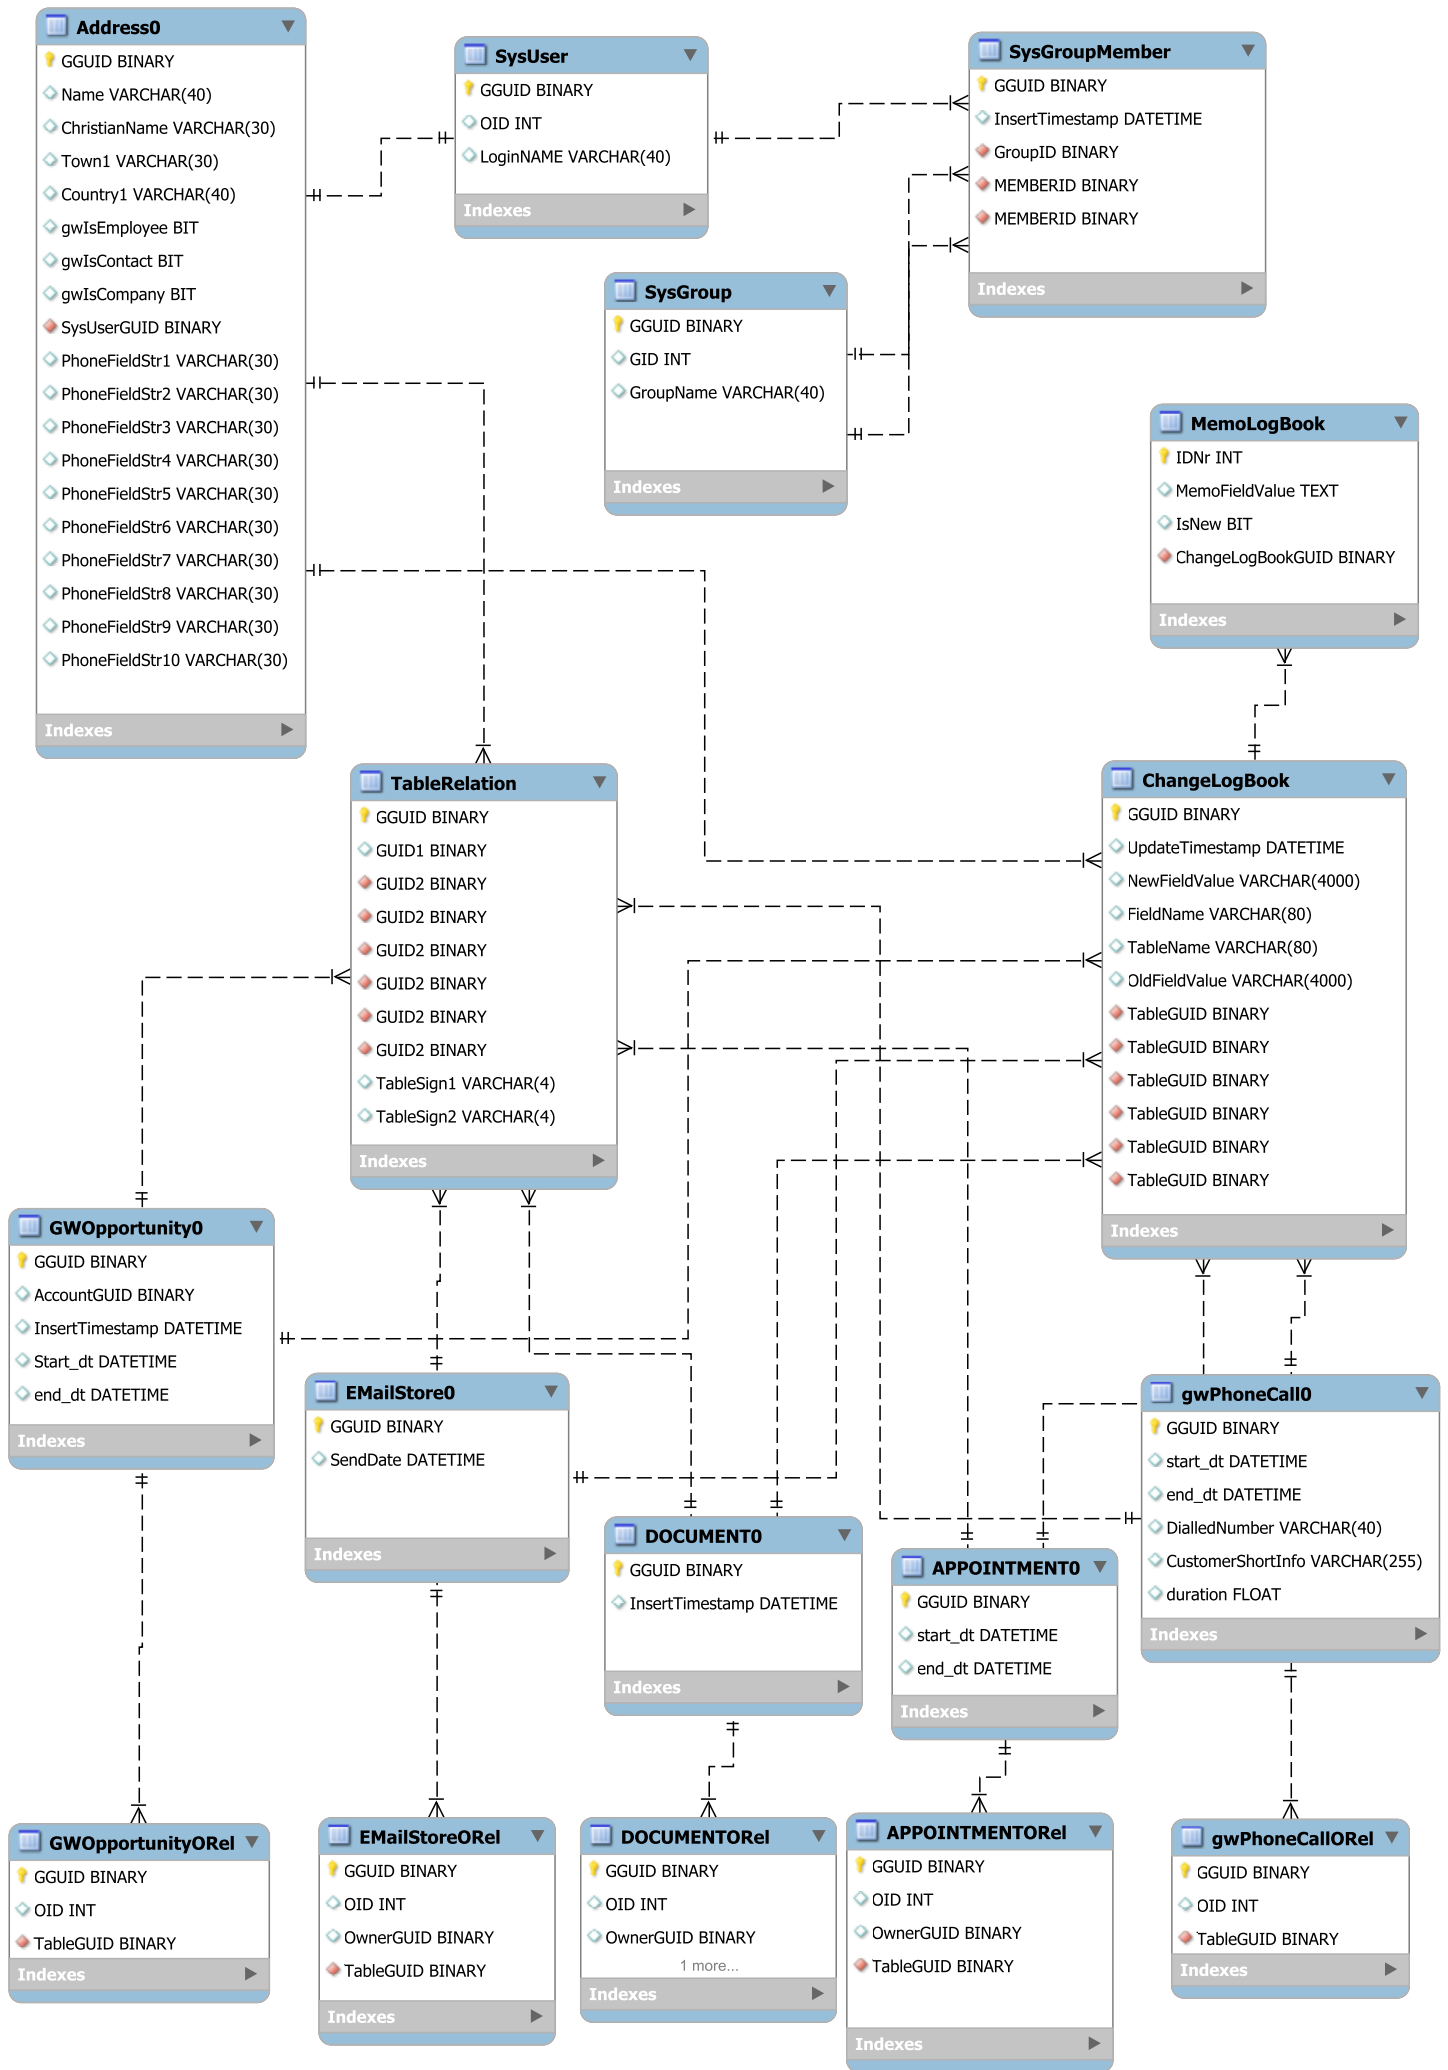 Address0
GGUID BINARY
Name VARCHAR(40)
ChristianName VARCHAR(30)
Town1 VARCHAR(30)
Country1 VARCHAR(40)
gwIsEmployee BIT
gwIsContact BIT
gwIsCompany BIT
SysUserGUID BINARY
PhoneFieldStr1 VARCHAR(30)
PhoneFieldStr2 VARCHAR(30)
PhoneFieldStr3 VARCHAR(30)
PhoneFieldStr4 VARCHAR(30)
PhoneFieldStr5 VARCHAR(30)
PhoneFieldStr6 VARCHAR(30)
PhoneFieldStr7 VARCHAR(30)
PhoneFieldStr8 VARCHAR(30)
PhoneFieldStr9 VARCHAR(30)
PhoneFieldStr10 VARCHAR(30)
Indexes
SysUser
GGUID BINARY
OID INT
LoginNAME VARCHAR(40)
Indexes
SysGroupMember
GGUID BINARY
InsertTimestamp DATETIME
GroupID BINARY
MEMBERID BINARY
MEMBERID BINARY
Indexes
SysGroup
GGUID BINARY
GID INT
GroupName VARCHAR(40)
Indexes
MemoLogBook
IDNr INT
MemoFieldValue TEXT
IsNew BIT
ChangeLogBookGUID BINARY
Indexes
TableRelation
GGUID BINARY
GUID1 BINARY
GUID2 BINARY
GUID2 BINARY
GUID2 BINARY
GUID2 BINARY
GUID2 BINARY
GUID2 BINARY
TableSign1 VARCHAR(4)
TableSign2 VARCHAR(4)
Indexes
ChangeLogBook
GGUID BINARY
UpdateTimestamp DATETIME
NewFieldValue VARCHAR(4000)
FieldName VARCHAR(80)
TableName VARCHAR(80)
OldFieldValue VARCHAR(4000)
TableGUID BINARY
TableGUID BINARY
TableGUID BINARY
TableGUID BINARY
TableGUID BINARY
TableGUID BINARY
Indexes
GWOpportunity0
GGUID BINARY
AccountGUID BINARY
InsertTimestamp DATETIME
Start_dt DATETIME
end_dt DATETIME
Indexes
EMailStore0
GGUID BINARY
SendDate DATETIME
Indexes
DOCUMENT0
GGUID BINARY
InsertTimestamp DATETIME
Indexes
APPOINTMENT0
GGUID BINARY
start_dt DATETIME
end_dt DATETIME
Indexes
gwPhoneCall0
GGUID BINARY
start_dt DATETIME
end_dt DATETIME
DialledNumber VARCHAR(40)
CustomerShortInfo VARCHAR(255)
duration FLOAT
Indexes
GWOpportunityORel
GGUID BINARY
OID INT
TableGUID BINARY
Indexes
EMailStoreORel
GGUID BINARY
OID INT
OwnerGUID BINARY
TableGUID BINARY
Indexes
DOCUMENTORel
GGUID BINARY
OID INT
OwnerGUID BINARY
1 more...
Indexes
APPOINTMENTORel
GGUID BINARY
OID INT
OwnerGUID BINARY
TableGUID BINARY
Indexes
gwPhoneCallORel
GGUID BINARY
OID INT
TableGUID BINARY
Indexes